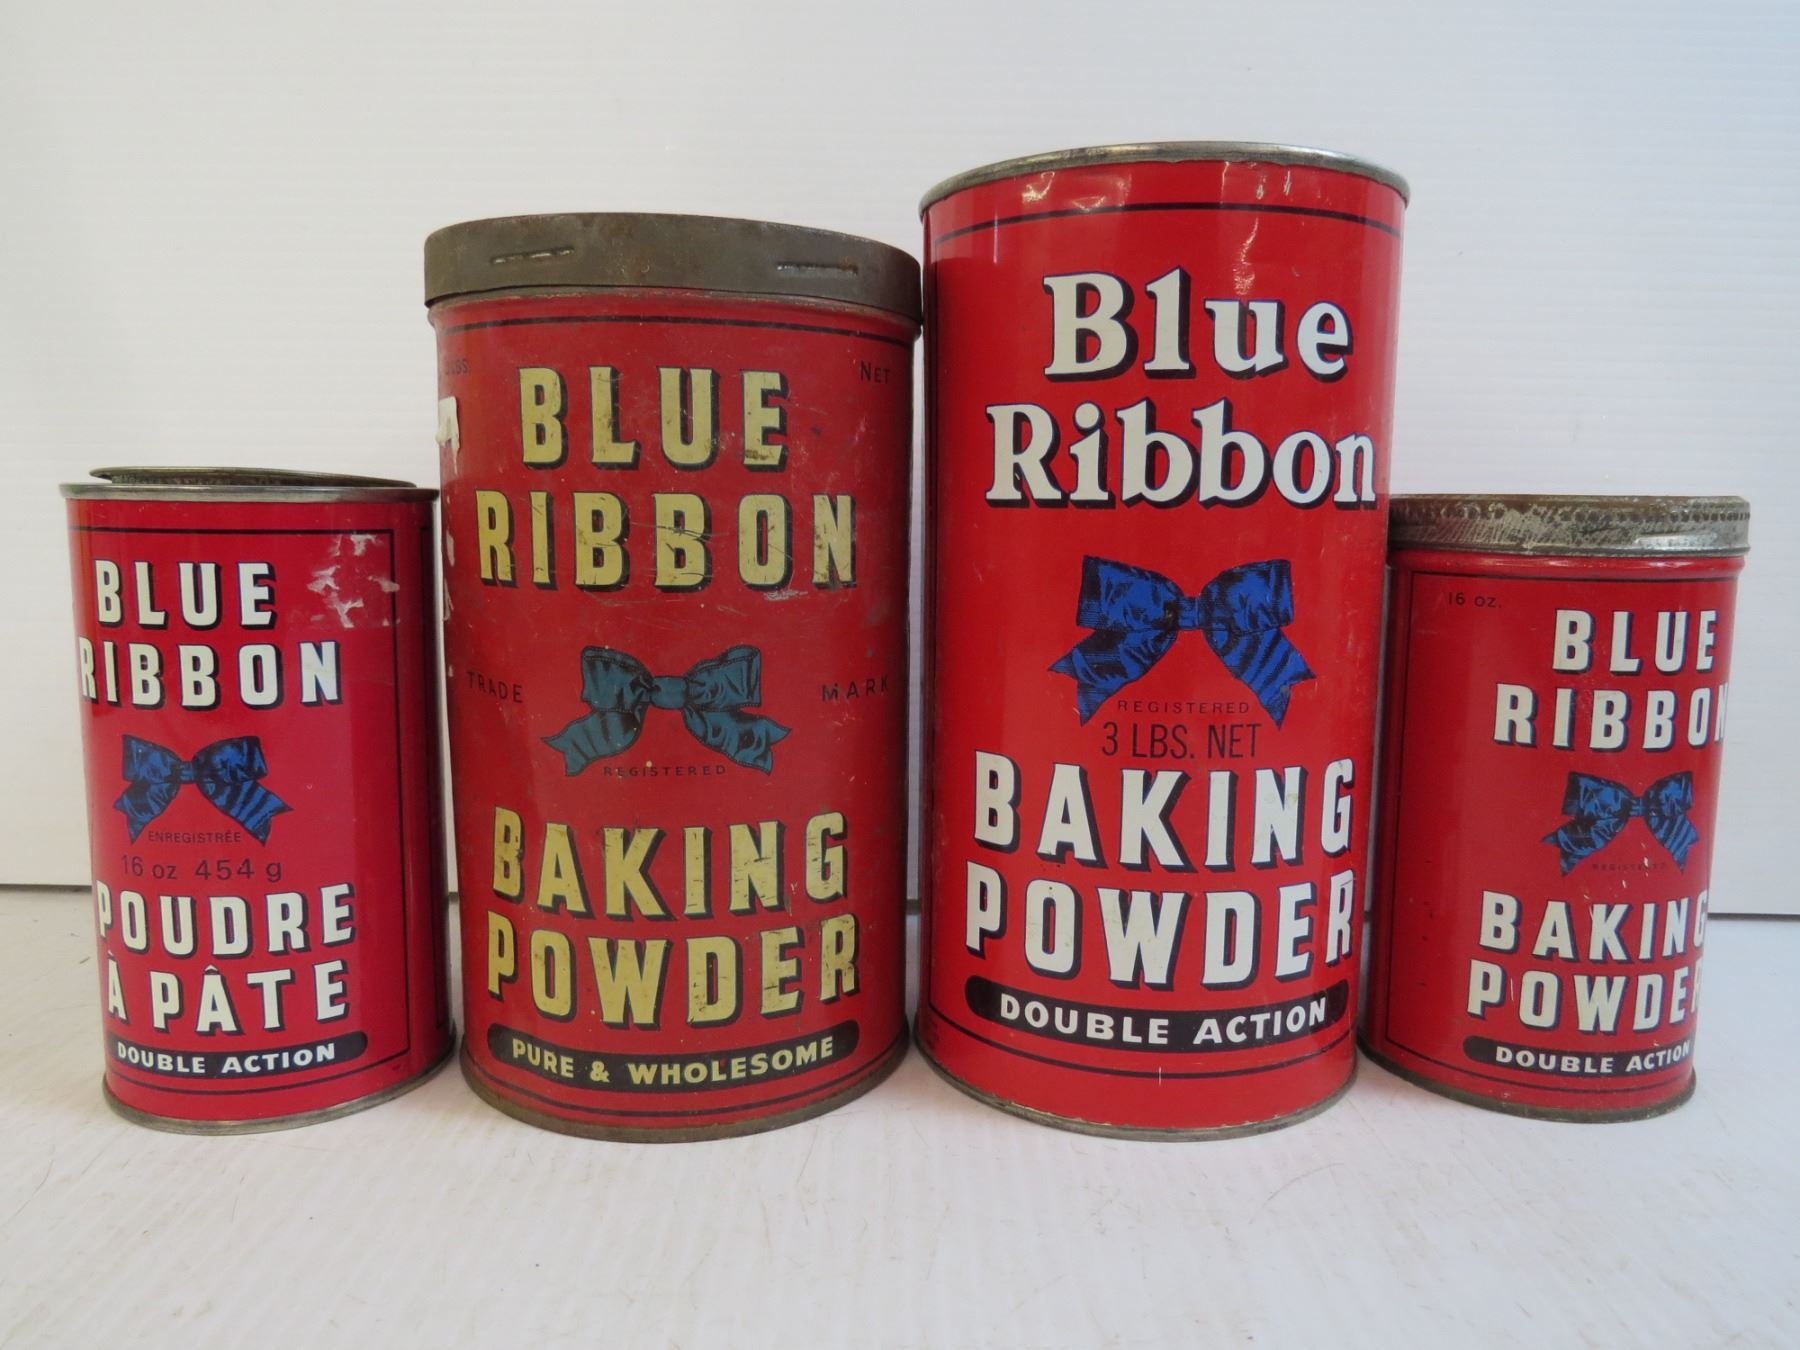 BLUE
RIBBON
ENREGISTRÉE
16 oz 454 g
POUDRE
À PÂTE
DOUBLE ACTION
LBS NET
BLUE
RIBBON
TRADE MARK
REGISTERED
BAKING
POWDER
PURE & WHOLESOME
Blue
Ribbon
REGISTERED
3 LBS. NET
BAKING
POWDER
DOUBLE ACTION
16 oz.
BLUE
RIBBON
REGISTERED
BAKING
POWDER
DOUBLE ACTION